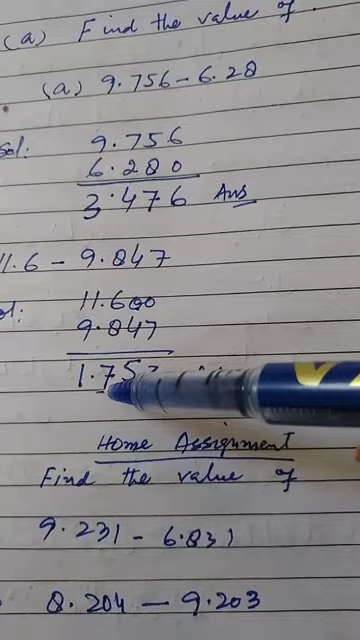 (a) Find the value of.
(a) 9.756 - 6.28
Sol: 9.756
6.280
3.476 Ans
11.6 - 9.847
11.600
9.847
1.75
Home Assignment
Find the value of
9.231 - 6.831
8.204 - 9.203